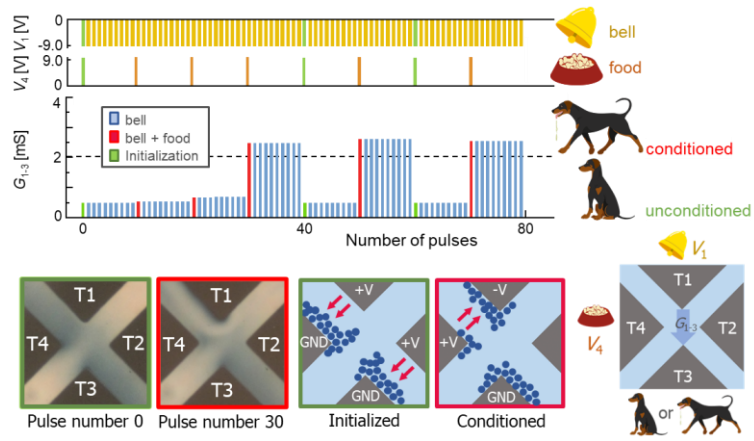 V₄ [V] V₁ [V]
0
-9.0
9.0
0
bell
food
G₁₋₃ [mS]
4
2
0
bell
bell + food
Initialization
0
40
80
Number of pulses
conditioned
unconditioned
T1
T4
T2
T3
Pulse number 0
T1
T4
T2
T3
Pulse number 30
+V
GND
+V
GND
Initialized
-V
+V
GND
Conditioned
V₁
V₄
T1
T4
G₁₋₃
T2
T3
or